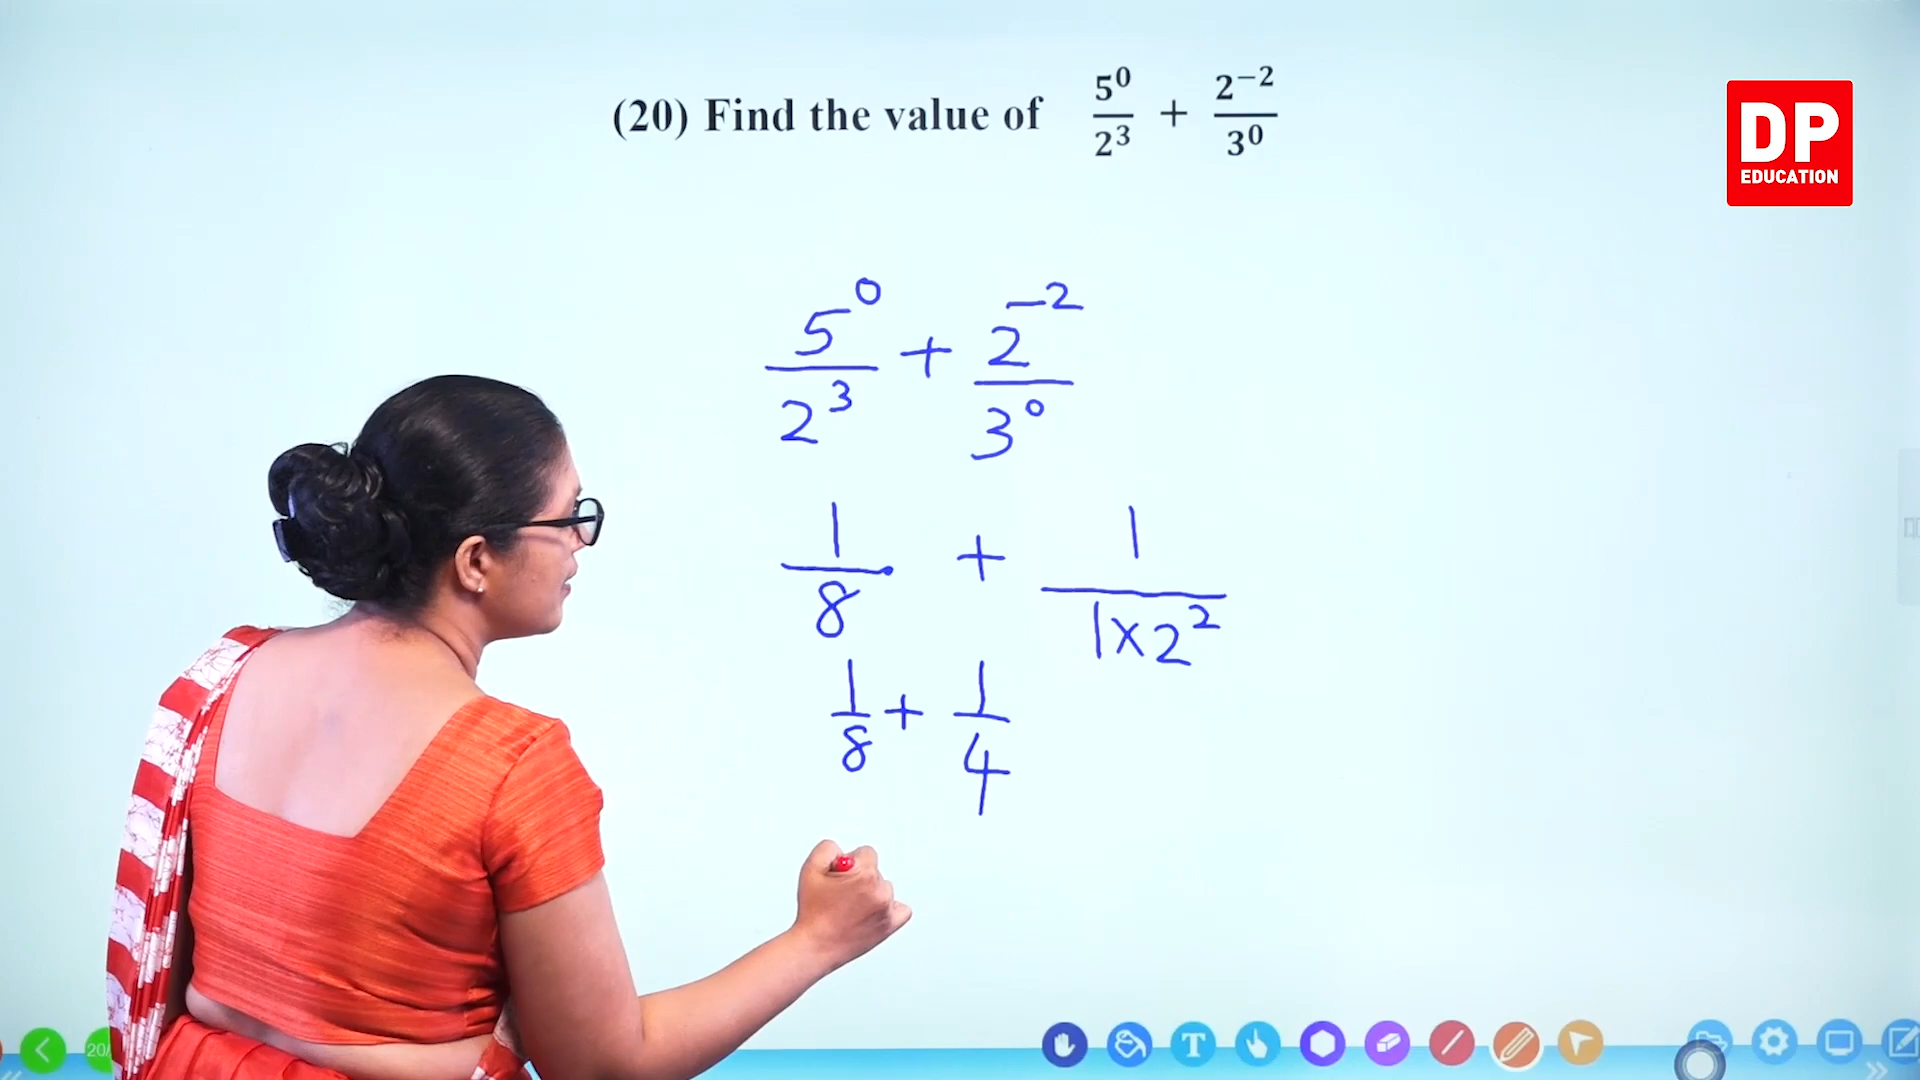 (20) Find the value of 5⁰/2³ + 2⁻²/3⁰
DP
EDUCATION
5⁰/2³ + 2⁻²/3⁰
1/8 + 1/1×2²
1/8 + 1/4
20/
T